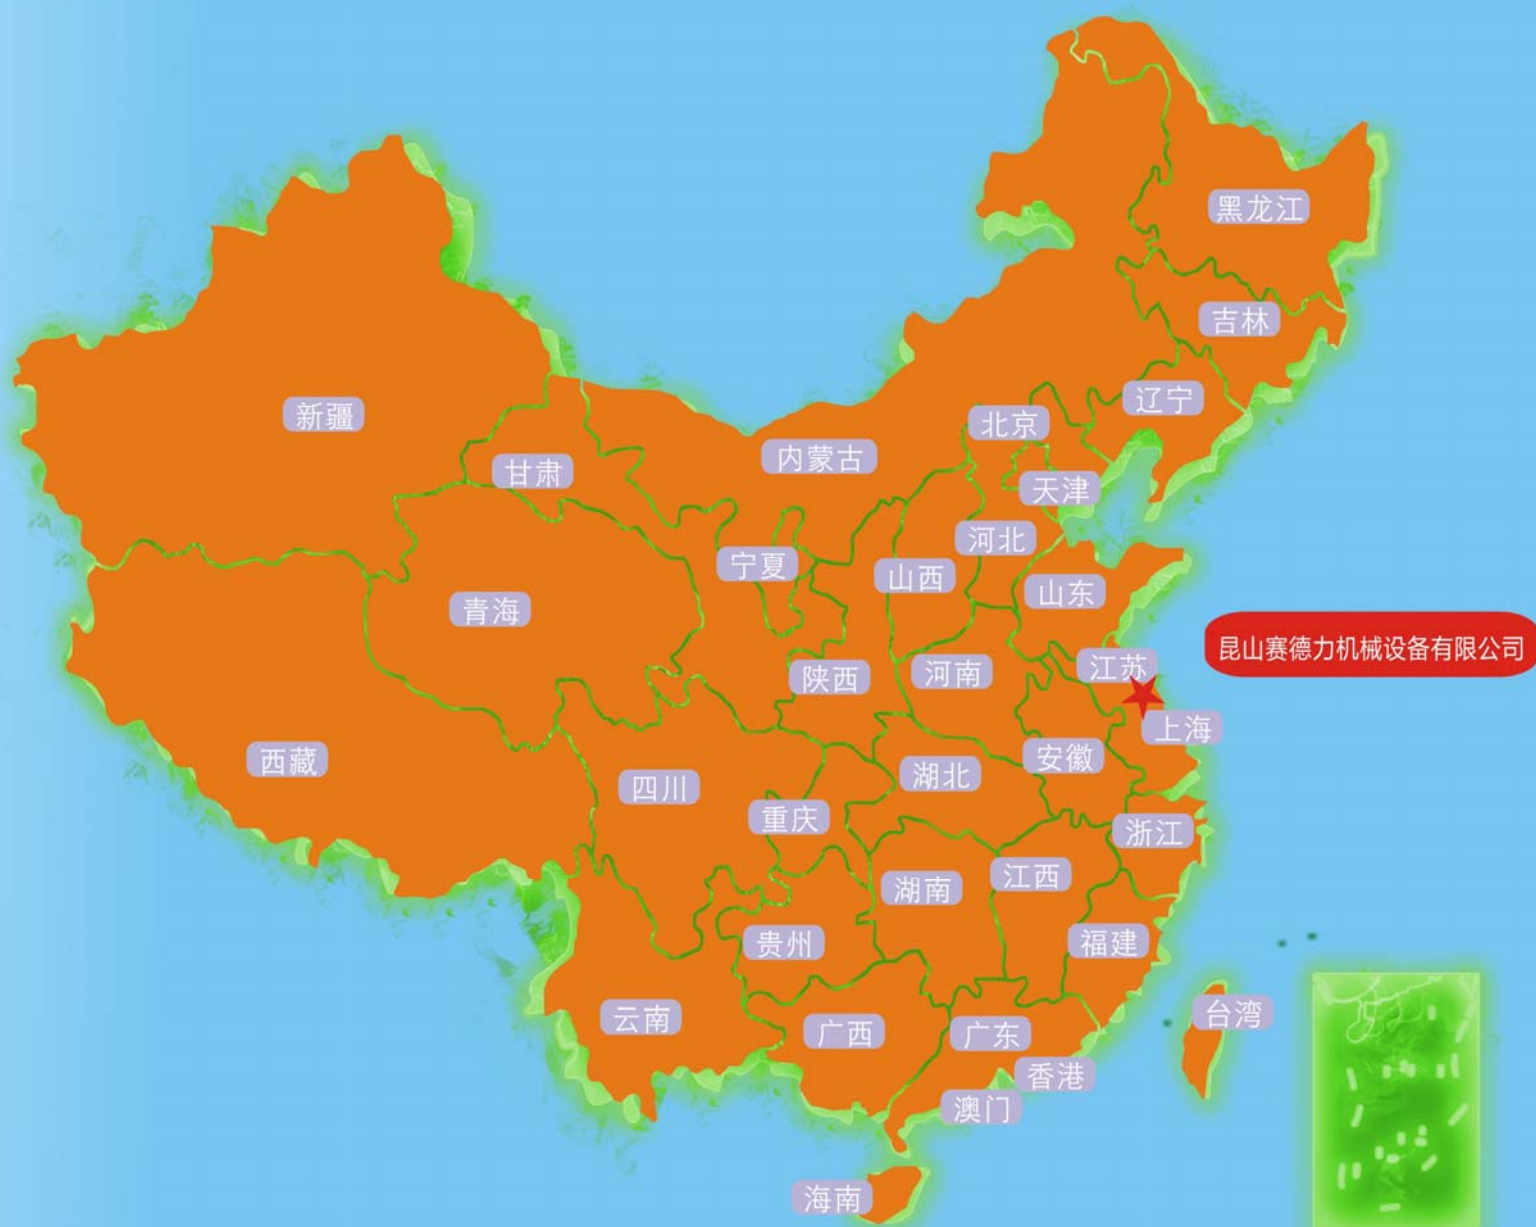 黑龙江
吉林
辽宁
新疆
北京
内蒙古
甘肃
天津
河北
宁夏
山西
山东
青海
昆山赛德力机械设备有限公司
江苏
河南
陕西
上海
安徽
西藏
湖北
四川
重庆
浙江
江西
湖南
福建
贵州
台湾
云南
广西
广东
香港
澳门
海南